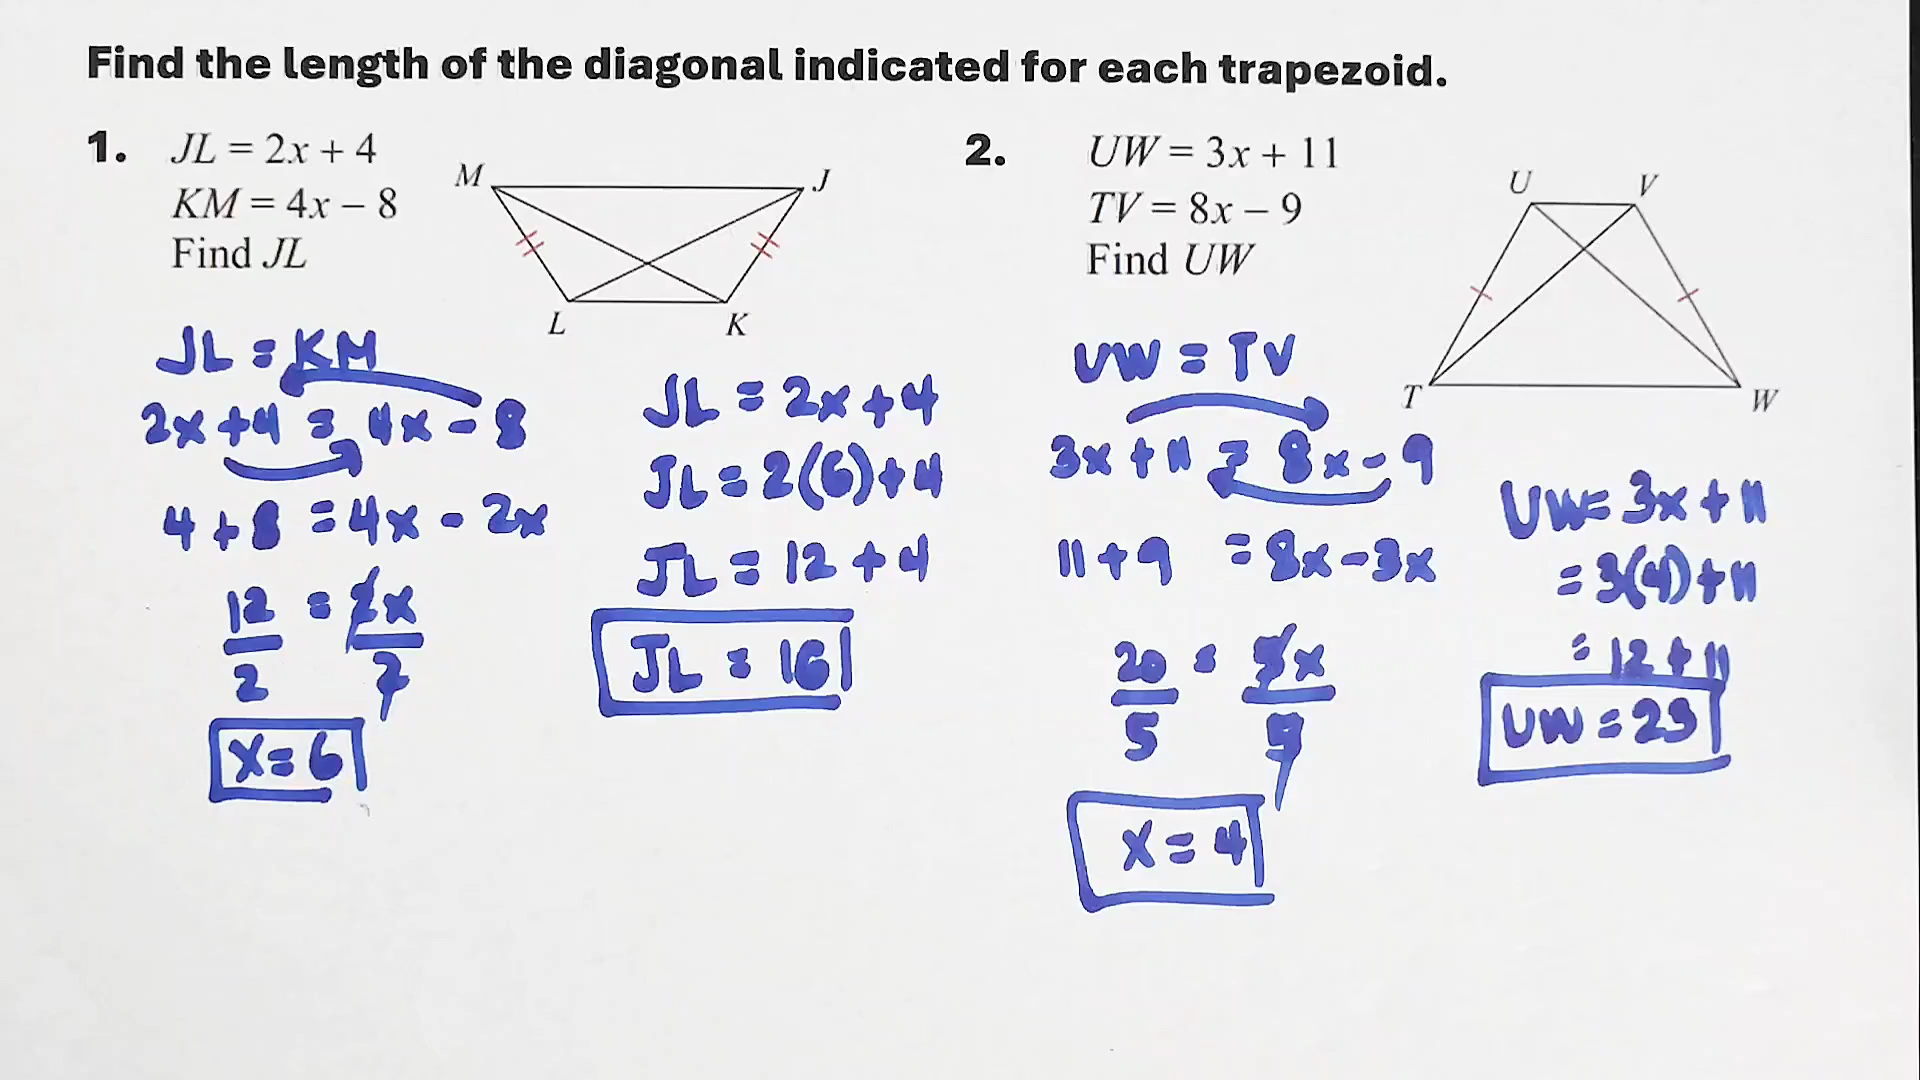 Find the length of the diagonal indicated for each trapezoid.
1. JL = 2x + 4
KM = 4x – 8
Find JL
M
J
L
K
JL = KM
2x + 4 = 4x - 8
4 + 8 = 4x - 2x
12 = 2x
2 2
x = 6
JL = 2x + 4
JL = 2(6) + 4
JL = 12 + 4
JL = 16
2. UW = 3x + 11
TV = 8x – 9
Find UW
U
V
T
W
UW = TV
3x + 11 = 8x - 9
11 + 9 = 8x - 3x
20 = 5x
5 5
x = 4
UW = 3x + 11
= 3(4) + 11
= 12 + 11
UW = 23